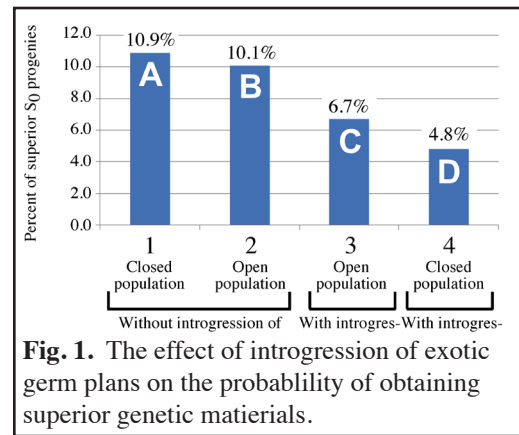 Percent of superior S0 progenies
12.0
10.0
8.0
6.0
4.0
2.0
0.0
10.9%
10.1%
6.7%
4.8%
A
B
C
D
1
2
3
4
Closed
population
Open
population
Open
population
Closed
population
Without introgression of
With introgres-
With introgres-
Fig. 1. The effect of introgression of exotic
germ plans on the probablility of obtaining
superior genetic matierials.